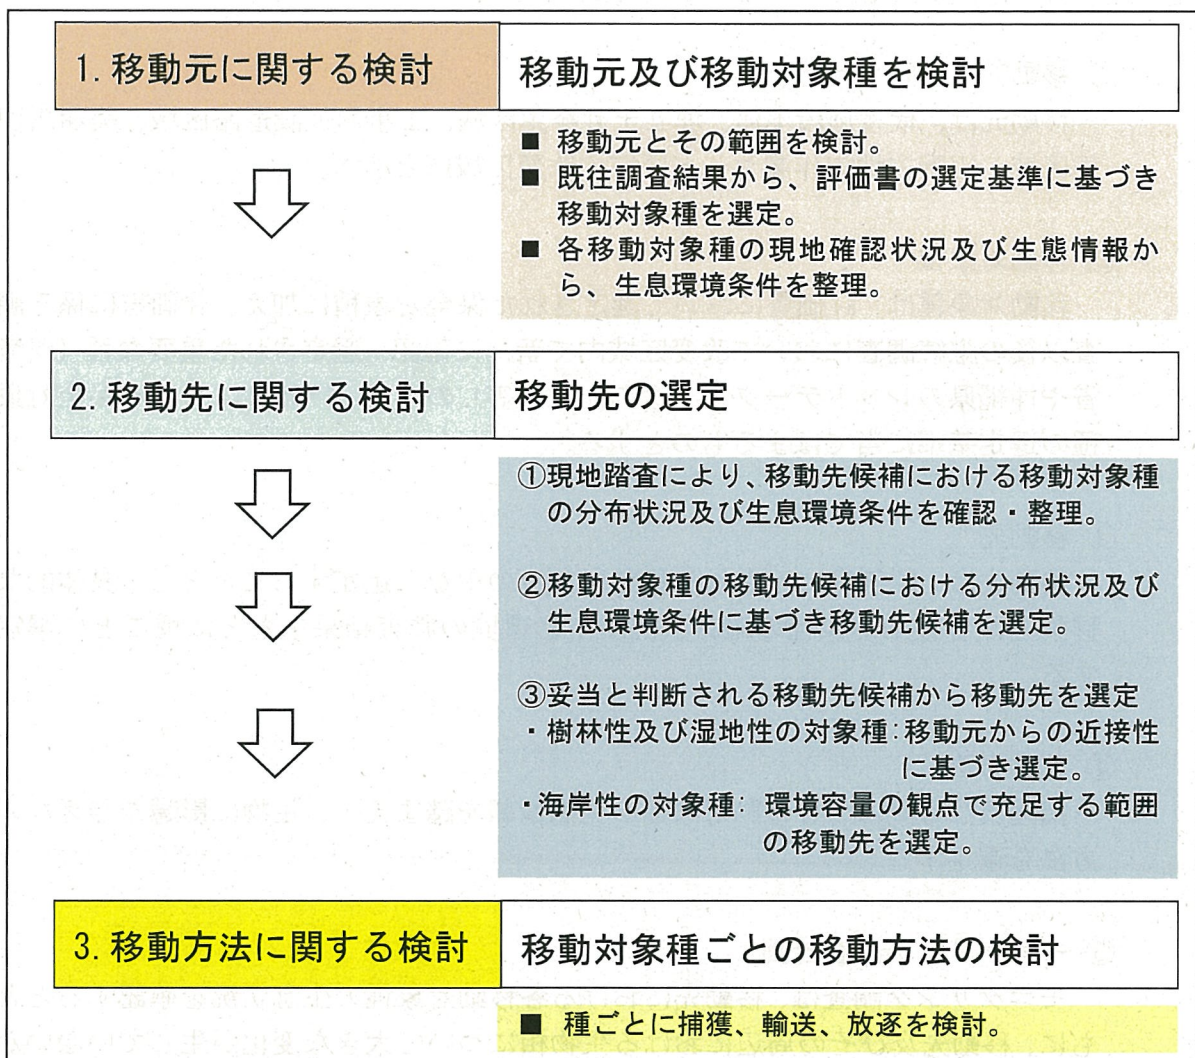 1. 移動元に関する検討
移動元及び移動対象種を検討
■ 移動元とその範囲を検討。
■ 既往調査結果から、評価書の選定基準に基づき
移動対象種を選定。
■ 各移動対象種の現地確認状況及び生態情報か
ら、生息環境条件を整理。
2. 移動先に関する検討
移動先の選定
①現地踏査により、移動先候補における移動対象種
の分布状況及び生息環境条件を確認・整理。
②移動対象種の移動先候補における分布状況及び
生息環境条件に基づき移動先候補を選定。
③妥当と判断される移動先候補から移動先を選定
・樹林性及び湿地性の対象種：移動元からの近接性
に基づき選定。
・海岸性の対象種： 環境容量の観点で充足する範囲
の移動先を選定。
3. 移動方法に関する検討
移動対象種ごとの移動方法の検討
■ 種ごとに捕獲、輸送、放逐を検討。